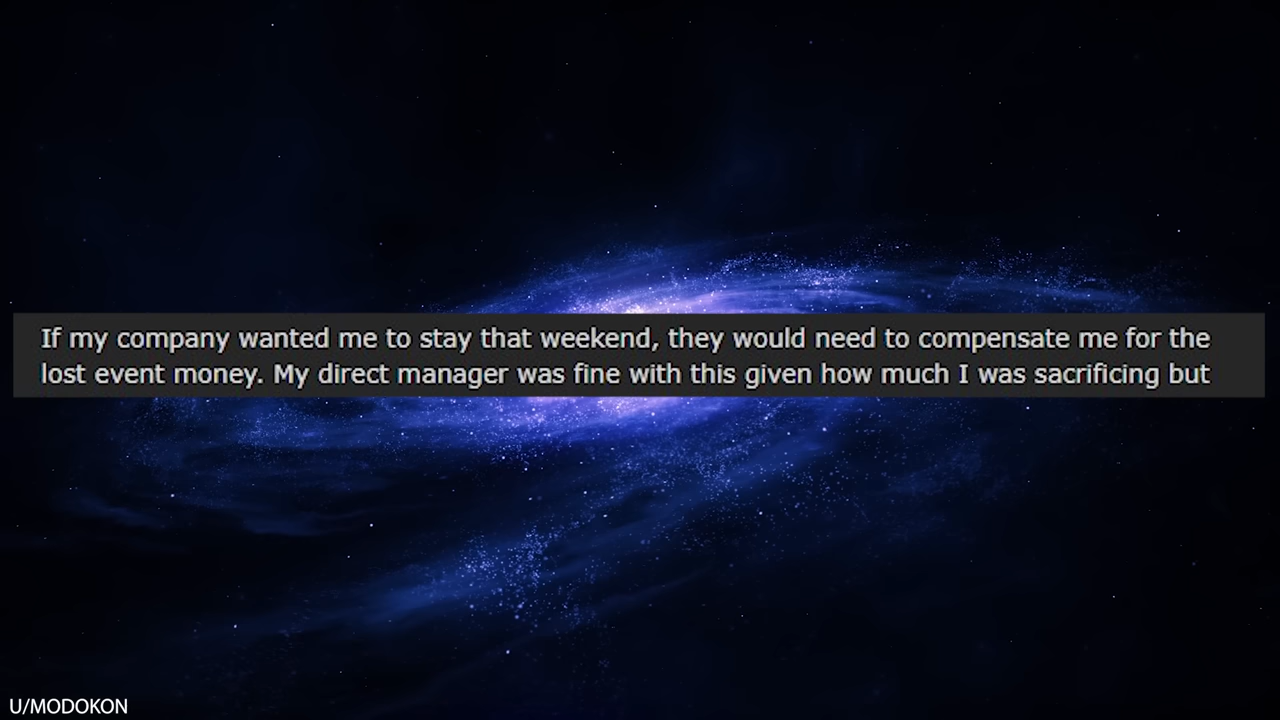 If my company wanted me to stay that weekend, they would need to compensate me for the
lost event money. My direct manager was fine with this given how much I was sacrificing but
U/MODOKON